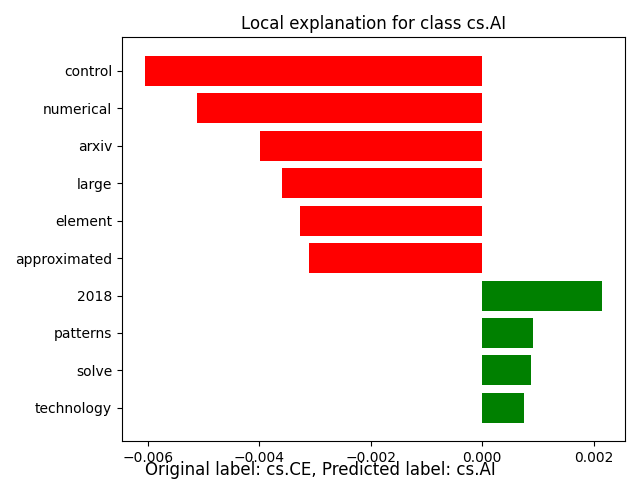 Local explanation for class cs.AI
control
numerical
arxiv
large
element
approximated
2018
patterns
solve
technology
−0.006 −0.004 −0.002 0.000 0.002
Original label: cs.CE, Predicted label: cs.AI